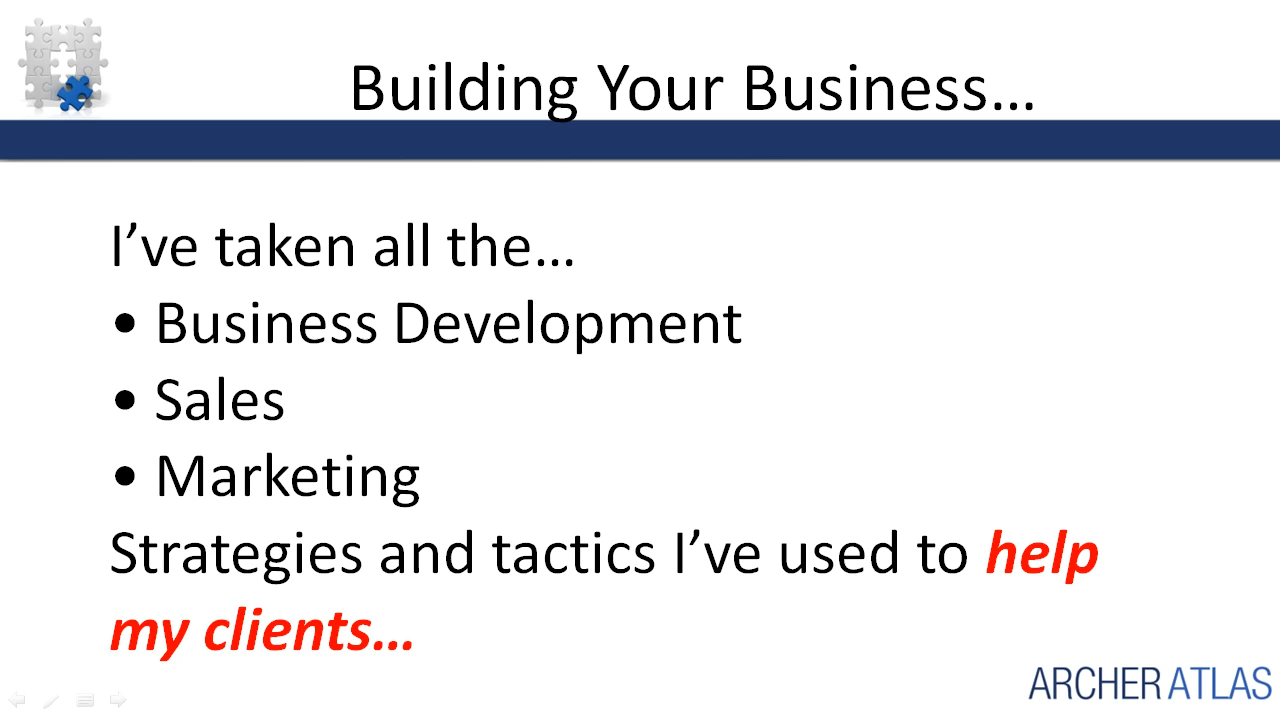 Building Your Business…
I’ve taken all the…
• Business Development
• Sales
• Marketing
Strategies and tactics I’ve used to help
my clients…
ARCHER ATLAS